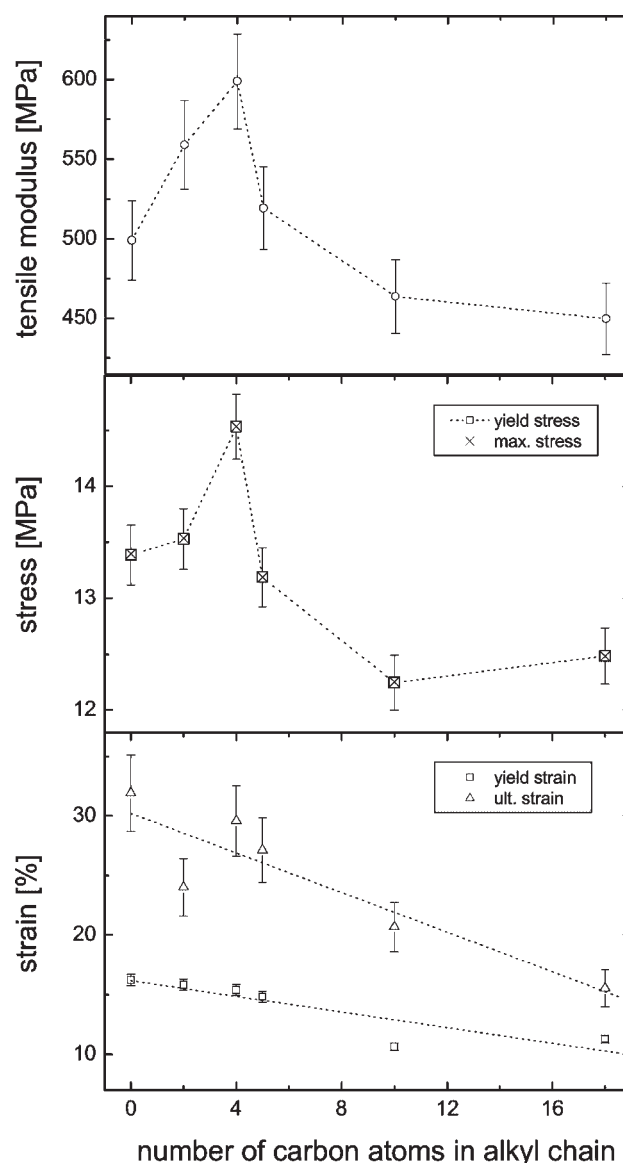 tensile modulus [MPa]
600
550
500
450
stress [MPa]
14
13
12
yield stress
max. stress
strain [%]
30
20
10
yield strain
ult. strain
0 4 8 12 16
number of carbon atoms in alkyl chain